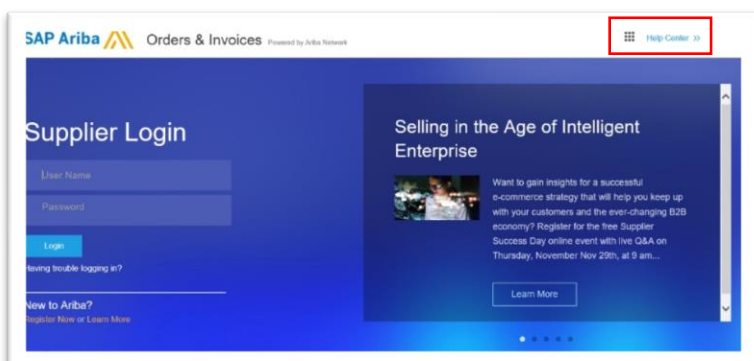 SAP Ariba Orders & Invoices Powered by Ariba Network
Help Center »
Supplier Login
User Name
Password
Login
Having trouble logging in?
New to Ariba?
Register Now or Learn More
Selling in the Age of Intelligent
Enterprise
Want to gain insights for a successful
e-commerce strategy that will help you keep up
with your customers and the ever-changing B2B
economy? Register for the free Supplier
Success Day online event with live Q&A on
Thursday, November Nov 29th, at 9 am...
Learn More